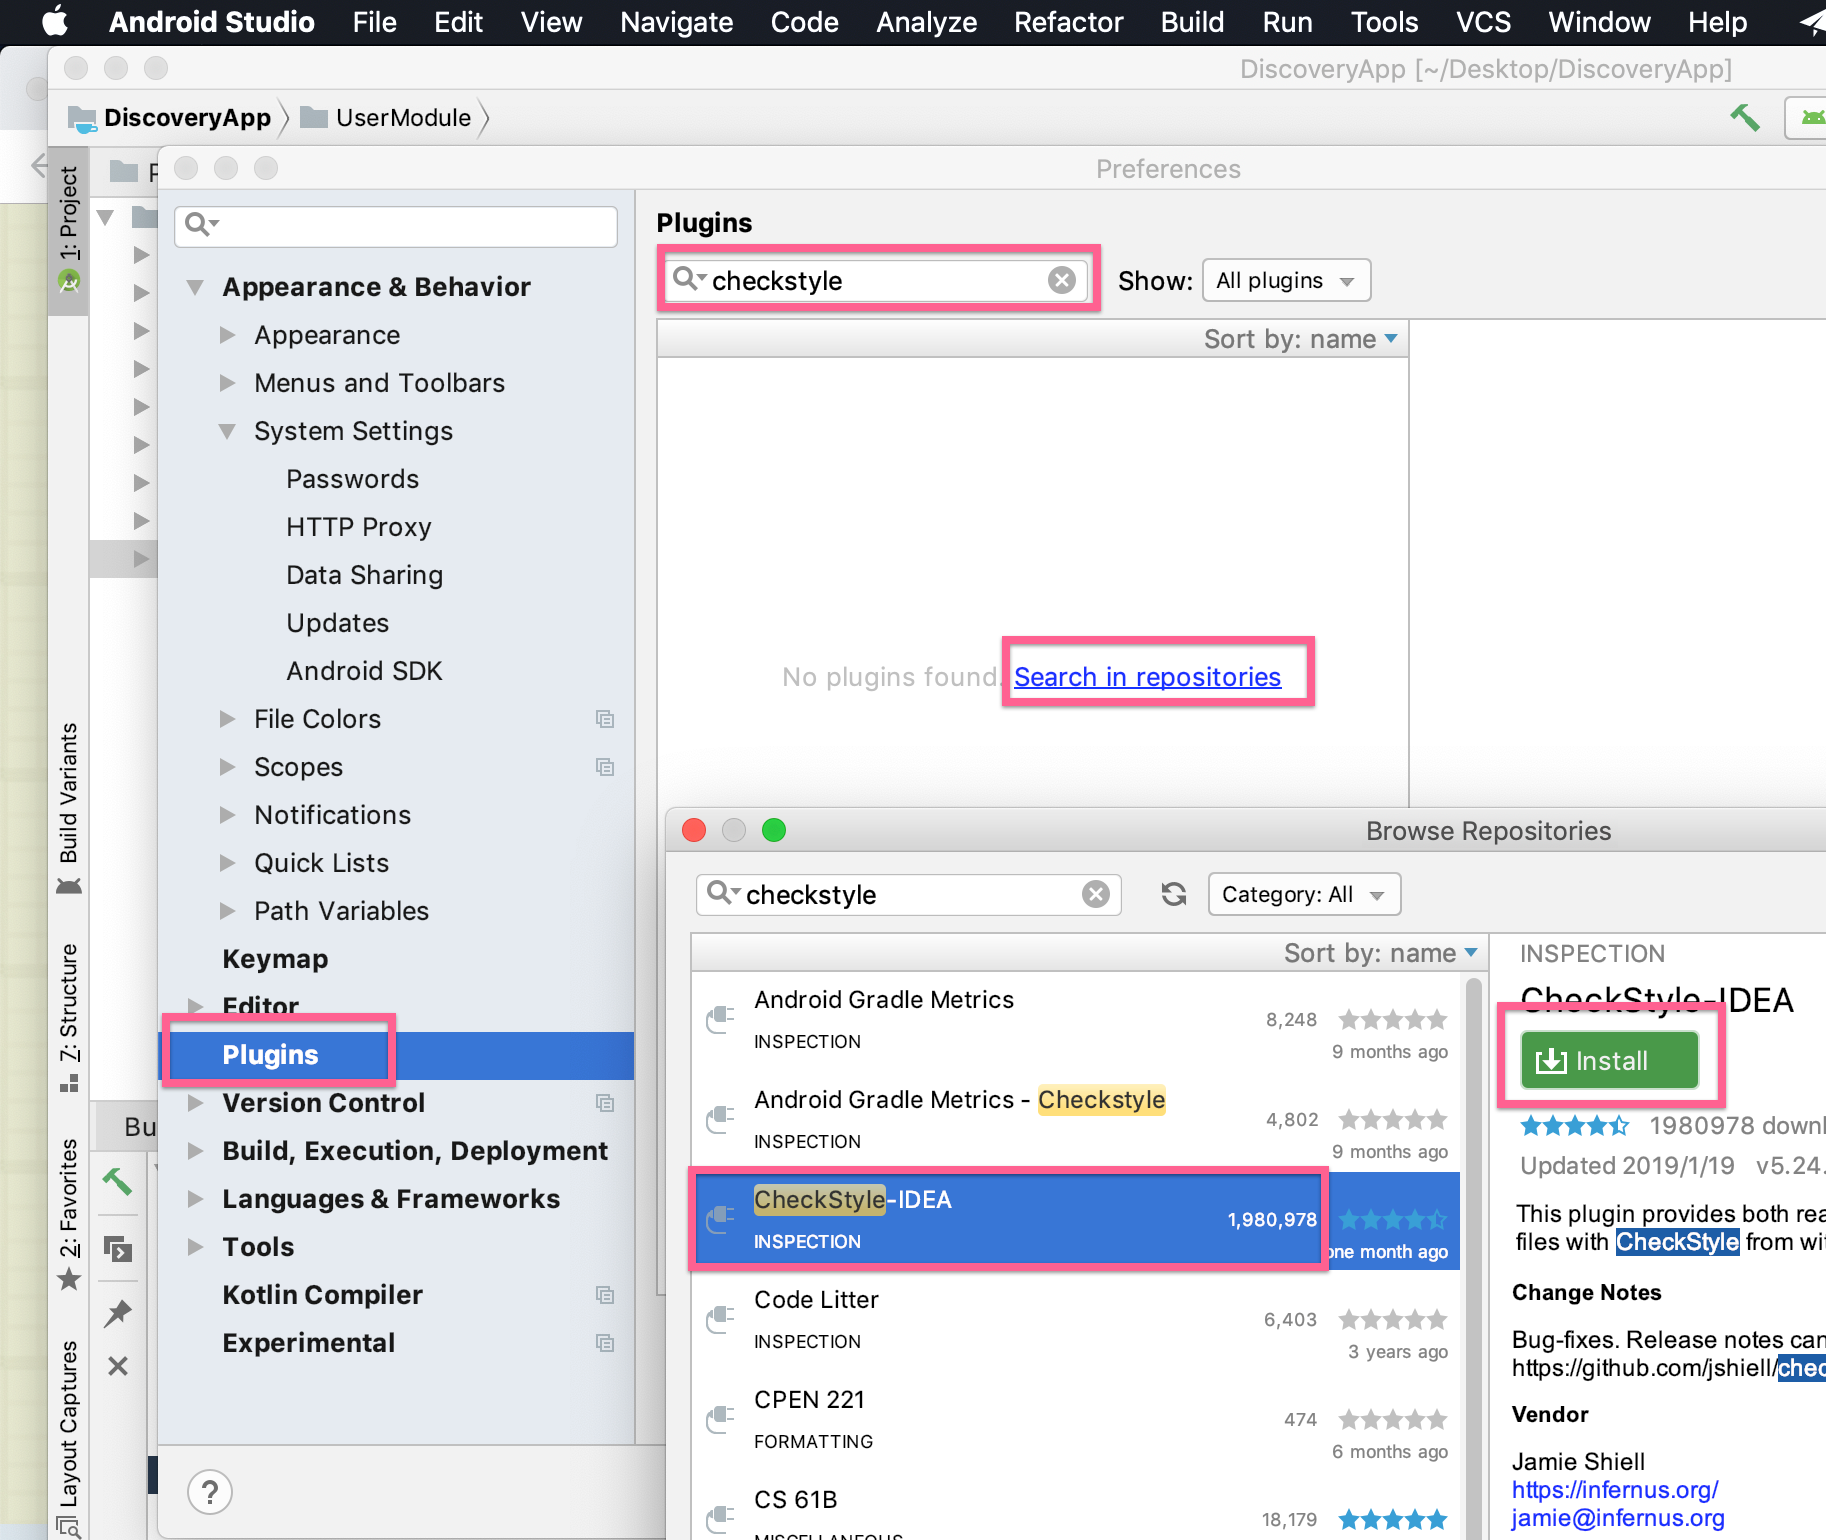 Android Studio File Edit View Navigate Code Analyze Refactor Build Run Tools VCS Window Help
DiscoveryApp [~/Desktop/DiscoveryApp]
DiscoveryApp UserModule
1: Project
Build Variants
7: Structure
2: Favorites
Layout Captures
Bu
Preferences
Appearance & Behavior
Appearance
Menus and Toolbars
System Settings
Passwords
HTTP Proxy
Data Sharing
Updates
Android SDK
File Colors
Scopes
Notifications
Quick Lists
Path Variables
Keymap
Editor
Plugins
Version Control
Build, Execution, Deployment
Languages & Frameworks
Tools
Kotlin Compiler
Experimental
?
Plugins
checkstyle Show: All plugins
Sort by: name
No plugins found. Search in repositories
Browse Repositories
checkstyle Category: All
Sort by: name
Android Gradle Metrics
8,248
INSPECTION
9 months ago
Android Gradle Metrics - Checkstyle
4,802
INSPECTION
9 months ago
CheckStyle-IDEA
1,980,978
INSPECTION
one month ago
Code Litter
6,403
INSPECTION
3 years ago
CPEN 221
474
FORMATTING
6 months ago
CS 61B
18,179
MISCELLANEOUS
INSPECTION
CheckStyle-IDEA
Install
1980978 downl
Updated 2019/1/19 v5.24.
This plugin provides both rea
files with CheckStyle from wi
Change Notes
Bug-fixes. Release notes can
https://github.com/jshiell/chec
Vendor
Jamie Shiell
https://infernus.org/
jamie@infernus.org